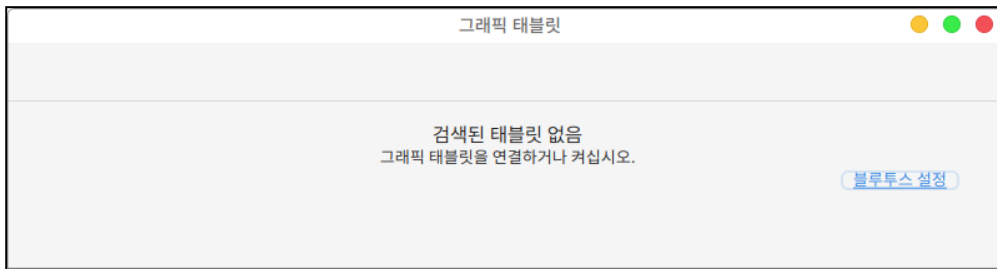 그래픽 태블릿
검색된 태블릿 없음
그래픽 태블릿을 연결하거나 켜십시오.
블루투스 설정